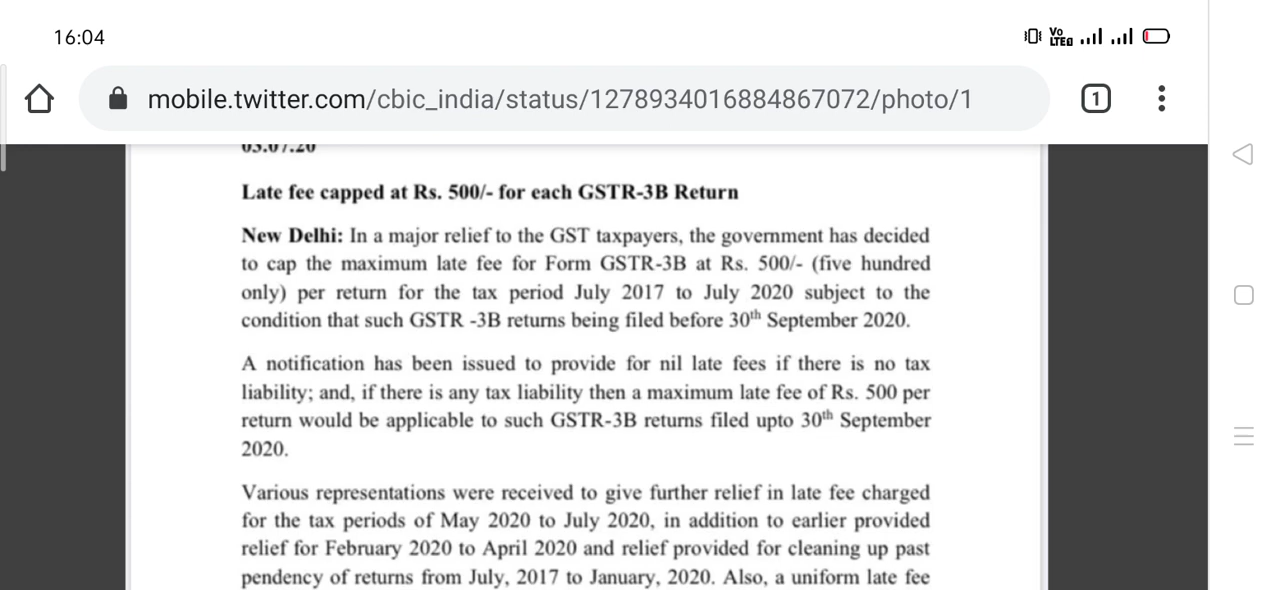 16:04
Vo
LTE
mobile.twitter.com/cbic_india/status/1278934016884867072/photo/1
1
03.07.20
Late fee capped at Rs. 500/- for each GSTR-3B Return
New Delhi: In a major relief to the GST taxpayers, the government has decided
to cap the maximum late fee for Form GSTR-3B at Rs. 500/- (five hundred
only) per return for the tax period July 2017 to July 2020 subject to the
condition that such GSTR -3B returns being filed before 30th September 2020.
A notification has been issued to provide for nil late fees if there is no tax
liability; and, if there is any tax liability then a maximum late fee of Rs. 500 per
return would be applicable to such GSTR-3B returns filed upto 30th September
2020.
Various representations were received to give further relief in late fee charged
for the tax periods of May 2020 to July 2020, in addition to earlier provided
relief for February 2020 to April 2020 and relief provided for cleaning up past
pendency of returns from July, 2017 to January, 2020. Also, a uniform late fee